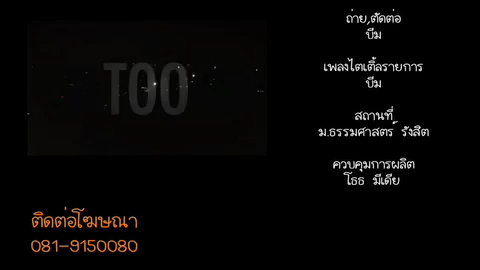 TOO
ถ่าย,ตัดต่อ
บีม
เพลงไตเติ้ลรายการ
บีม
สถานที่
ม.ธรรมศาสตร์ รังสิต
ควบคุมการผลิต
โธธ มีเดีย
ติดต่อโฆษณา
081-9150080